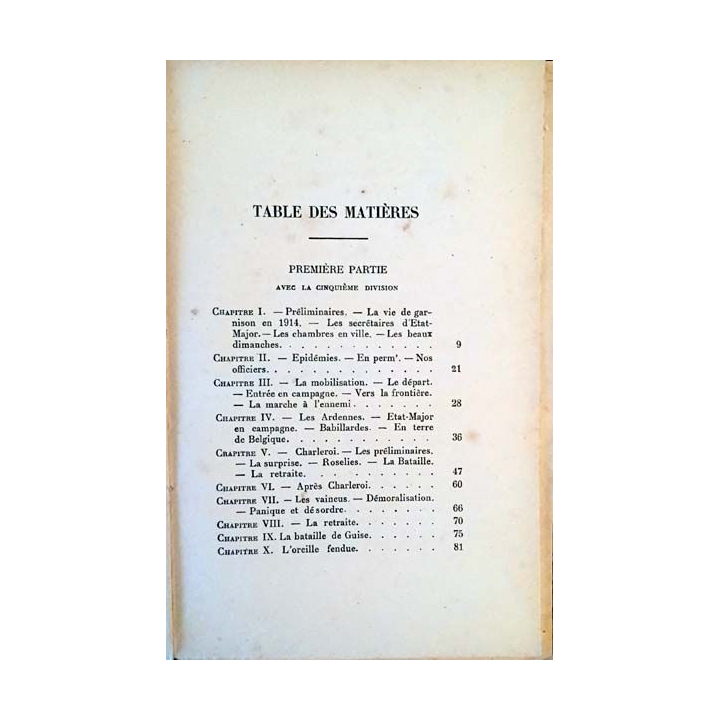 TABLE DES MATIÈRES
PREMIÈRE PARTIE
AVEC LA CINQUIÈME DIVISION
CHAPITRE I. — Préliminaires. — La vie de gar-
nison en 1914. — Les secrétaires d'Etat-
Major. — Les chambres en ville. — Les beaux
dimanches. . . . . . . . . . . . . 9
CHAPITRE II. — Epidémies. — En perm'. — Nos
officiers. . . . . . . . . . . . . . 21
CHAPITRE III. — La mobilisation. — Le départ.
— Entrée en campagne. — Vers la frontière.
— La marche à l'ennemi . . . . . . . 28
CHAPITRE IV. — Les Ardennes. — Etat-Major
en campagne. — Babillardes. — En terre
de Belgique. . . . . . . . . . . . . 36
CRAPITRE V. — Charleroi. — Les préliminaires.
— La surprise. — Roselies. — La Bataille.
— La retraite. . . . . . . . . . . 47
CHAPITRE VI. — Après Charleroi. . . . . . 60
CHAPITRE VII. — Les vaincus. — Démoralisation.
— Panique et désordre. . . . . . . . 66
CHAPITRE VIII. — La retraite. . . . . . . 70
CHAPITRE IX. La bataille de Guise. . . . . 75
CHAPITRE X. L'oreille fendue. . . . . . . 81